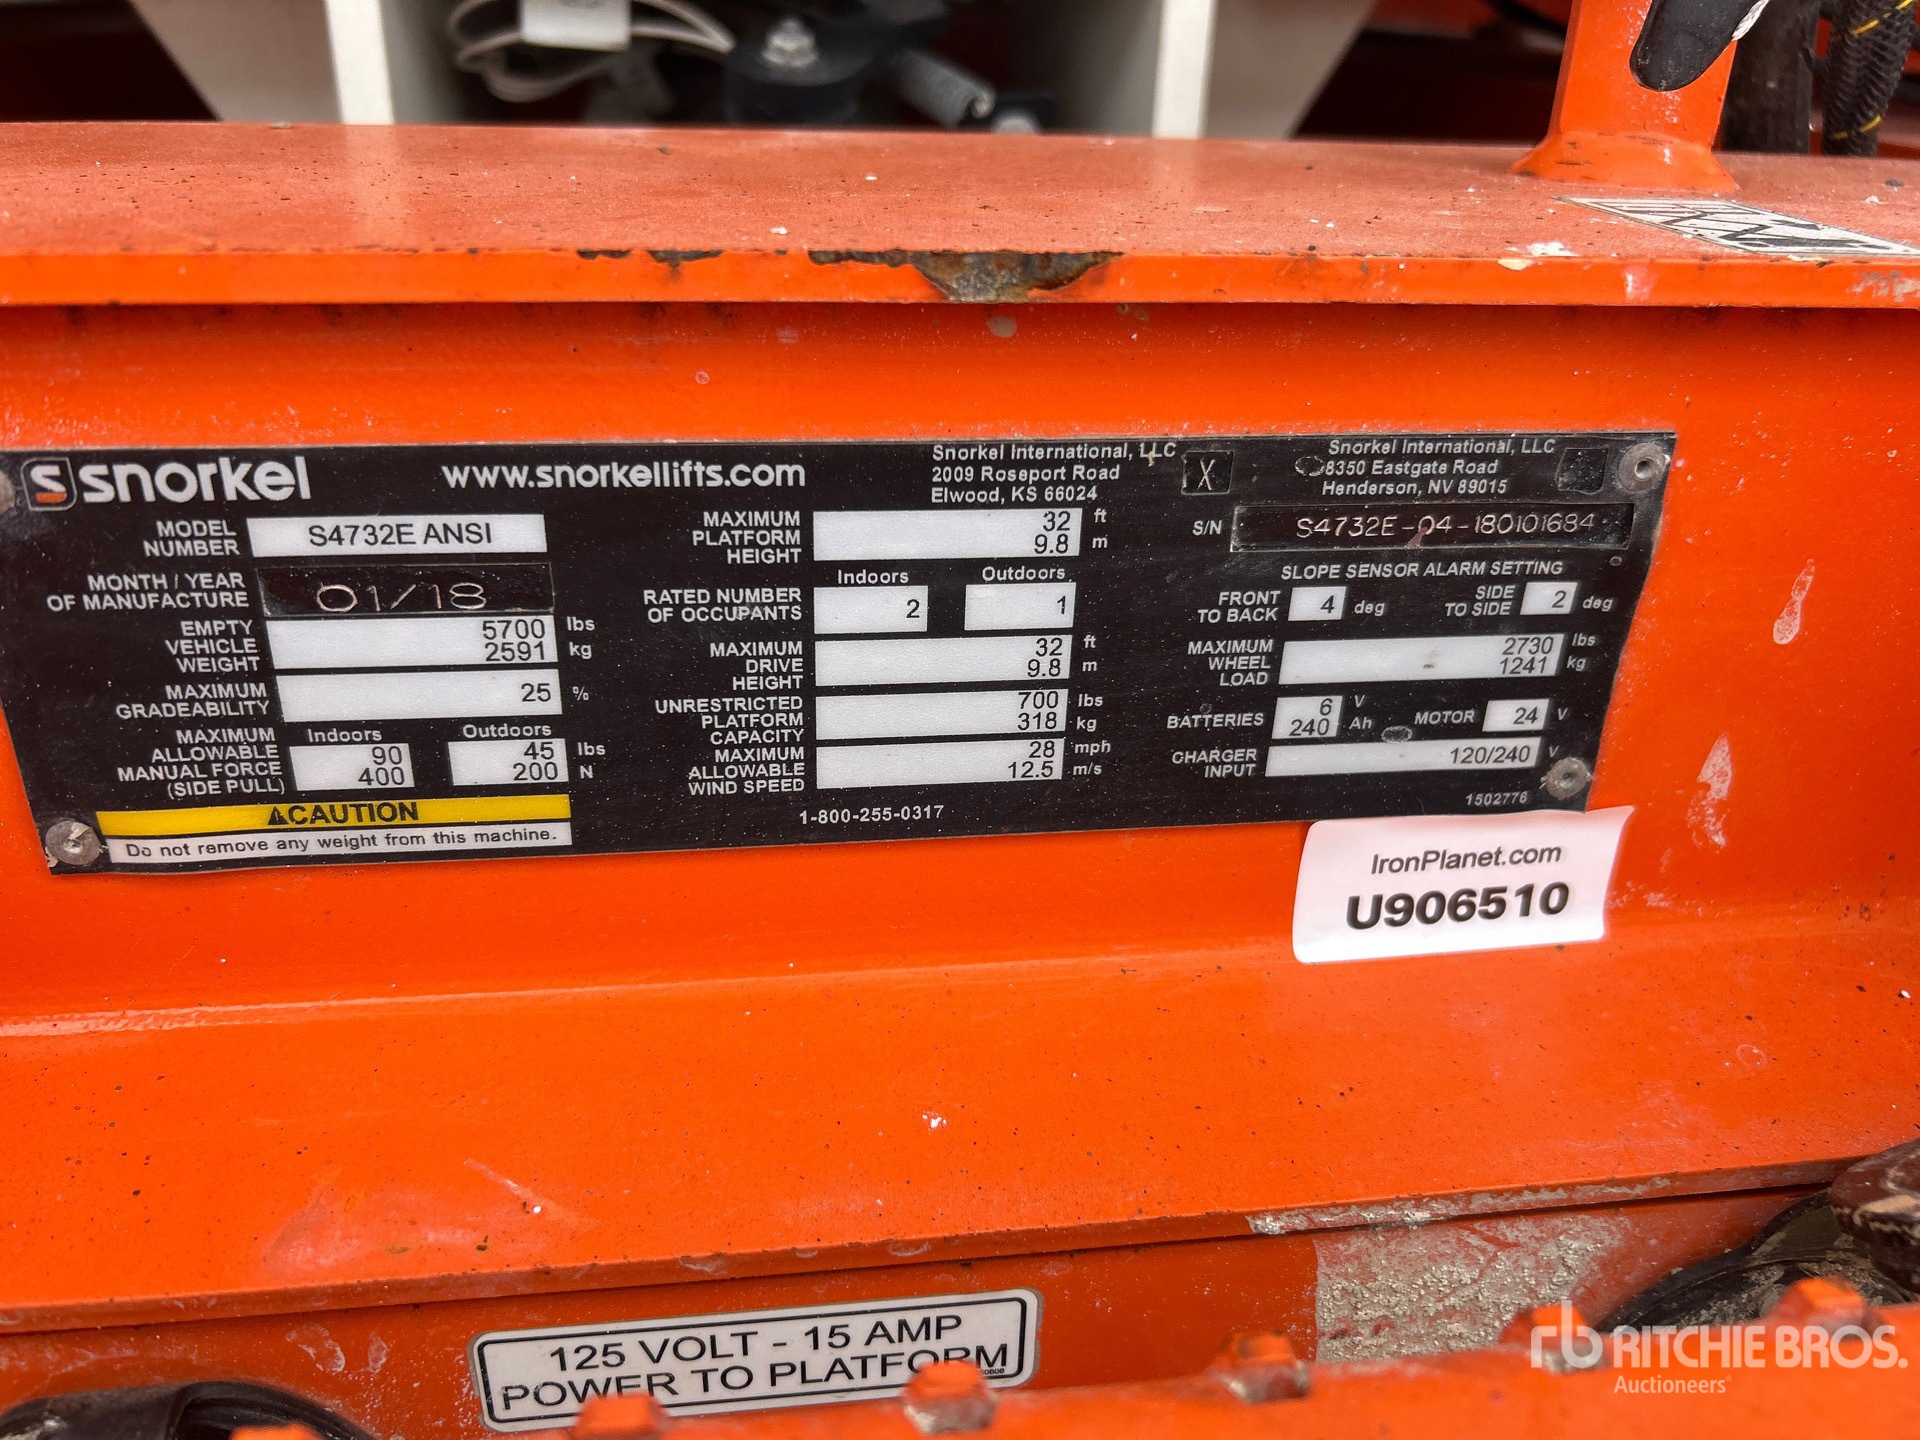 snorkel
www.snorkellifts.com
Snorkel International, LLC
2009 Roseport Road
Elwood, KS 66024
X
Snorkel International, LLC
8350 Eastgate Road
Henderson, NV 89015
MODEL
NUMBER
S4732E ANSI
MONTH / YEAR
OF MANUFACTURE
01/18
EMPTY
VEHICLE
WEIGHT
5700 lbs
2591 kg
MAXIMUM
GRADEABILITY
25 %
MAXIMUM
ALLOWABLE
MANUAL FORCE
(SIDE PULL)
Indoors
90
400
Outdoors
45 lbs
200 N
⚠CAUTION
Do not remove any weight from this machine.
MAXIMUM
PLATFORM
HEIGHT
32 ft
9.8 m
RATED NUMBER
OF OCCUPANTS
Indoors
2
Outdoors
1
MAXIMUM
DRIVE
HEIGHT
32 ft
9.8 m
UNRESTRICTED
PLATFORM
CAPACITY
700 lbs
318 kg
MAXIMUM
ALLOWABLE
WIND SPEED
28 mph
12.5 m/s
1-800-255-0317
S/N
S4732E-04-180101684
SLOPE SENSOR ALARM SETTING
FRONT
TO BACK
4 deg
SIDE
TO SIDE
2 deg
MAXIMUM
WHEEL
LOAD
2730 lbs
1241 kg
BATTERIES
6 V
240 Ah
MOTOR 24 V
CHARGER
INPUT
120/240 V
1502776
IronPlanet.com
U906510
125 VOLT - 15 AMP
POWER TO PLATFORM
rb RITCHIE BROS.
Auctioneers